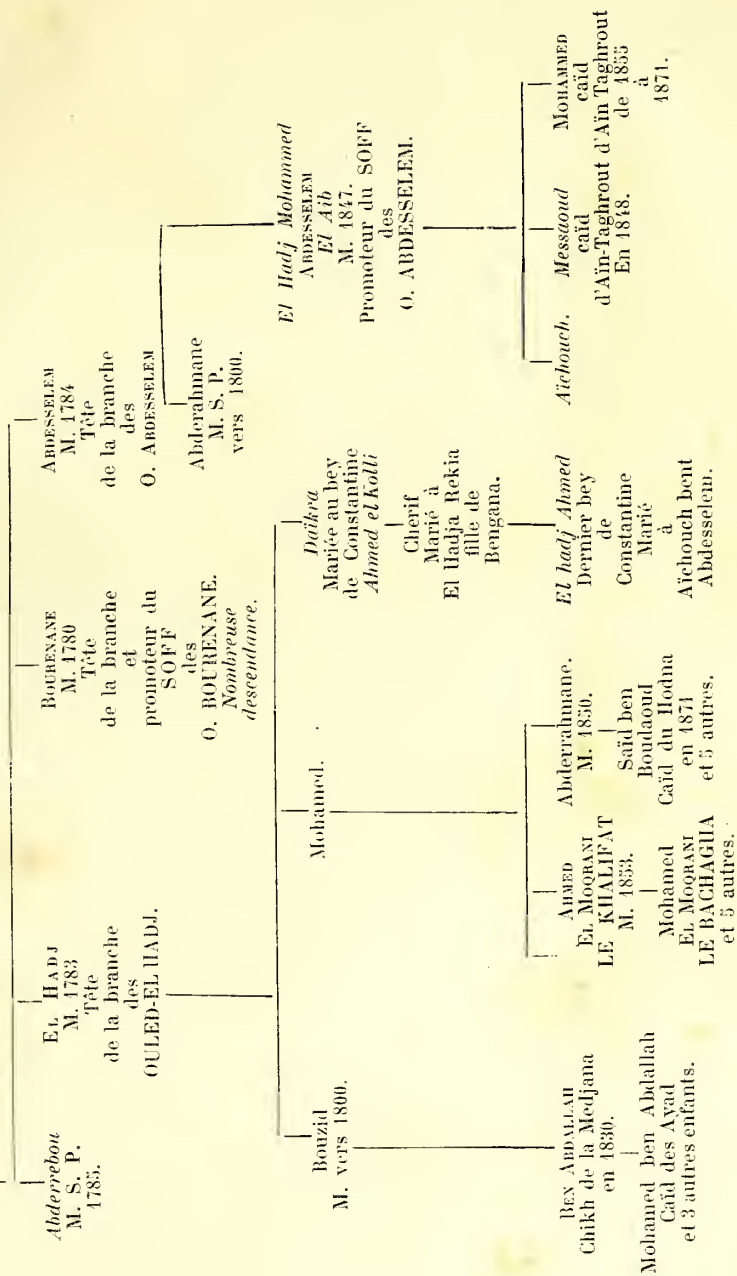 Abderrebou
M. S. P.
1785.
EL HADJ
M. 1783
Tête
de la branche
des
OULED-EL HADJ.
BOURENANE
M. 1780
Tête
de la branche
et
promoteur du
SOFF
des
O. BOURENANE.
Nombreuse
descendance.
ABDESSELEM
M. 1784
Tête
de la branche
des
O. ABDESSELEM
Bouzid
M. vers 1800.
Mohamed.
Daïkra
Mariée au bey
de Constantine
Ahmed el Kolli
Cherif
Marié à
El Hadja Rekia
fille de
Bengana.
Abderahmane
M. S. P.
vers 1800.
El Hadj Mohammed
ABDESSELEM
El Aib
M. 1847.
Promoteur du SOFF
des
O. ABDESSELEM.
BEN ABDALLAH
Chikh de la Medjana
en 1830.
Mohamed ben Abdallah
Caïd des Ayad
et 3 autres enfants.
AHMED
EL MOQRANI
LE KHALIFAT
M. 1853.
Mohamed
EL MOQRANI
LE BACHAGHA
et 5 autres.
Abderrahmane.
M. 1850.
Saïd ben
Boudaoud
Caïd du Hodna
en 1871
et 5 autres.
El hadj Ahmed
Dernier bey
de
Constantine
Marié
à
Aïchouch bent
Abdesselem.
Aïchouch.
Messaoud
caïd
d'Aïn-Taghrout
En 1848.
MOHAMMED
caïd
d'Aïn Taghrout
de 1855
à
1871.